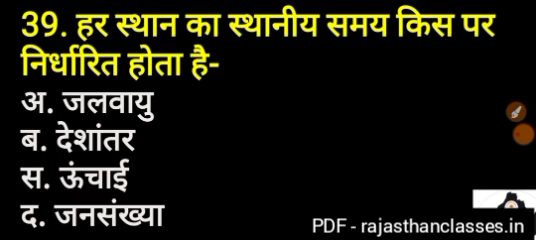 39. हर स्थान का स्थानीय समय किस पर
निर्धारित होता है-
अ. जलवायु
ब. देशांतर
स. ऊंचाई
द. जनसंख्या
PDF - rajasthanclasses.in